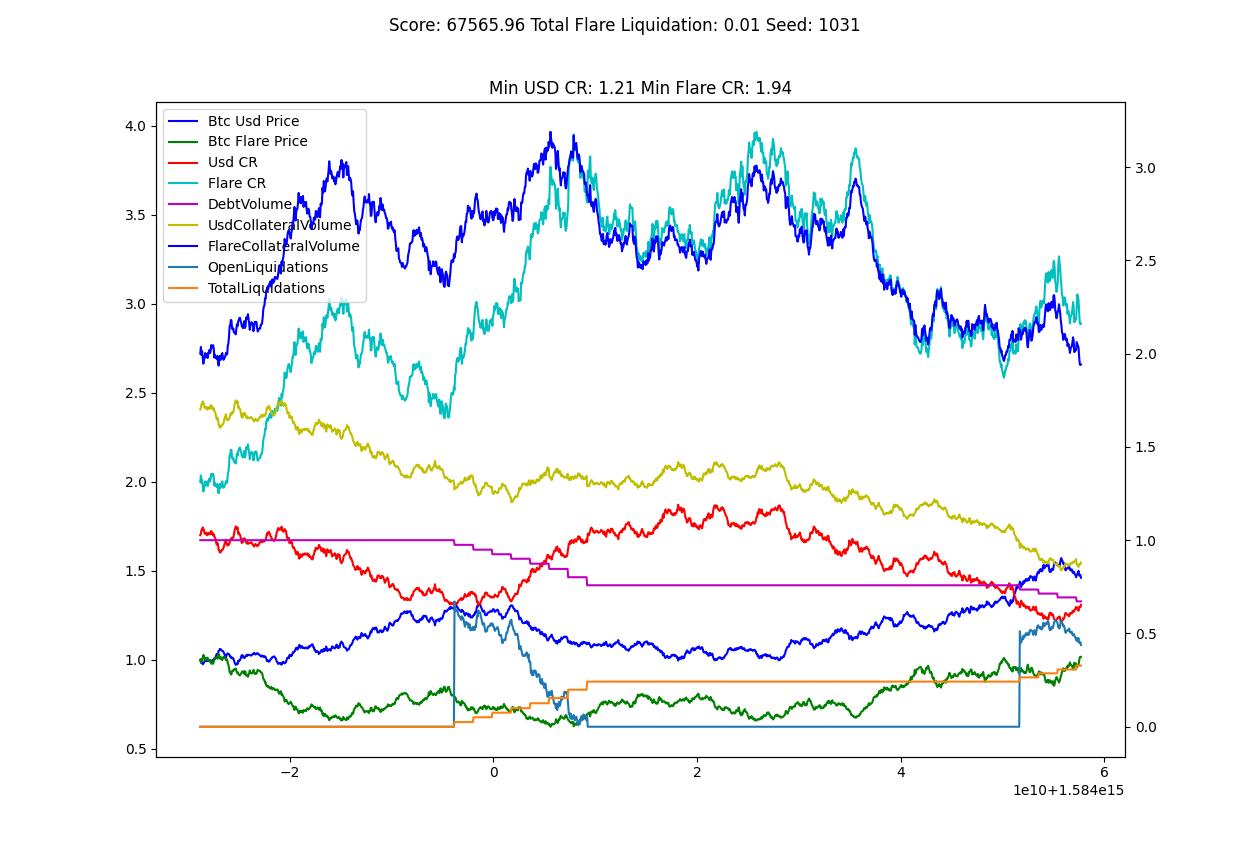 Score: 67565.96 Total Flare Liquidation: 0.01 Seed: 1031
Min USD CR: 1.21 Min Flare CR: 1.94
Btc Usd Price
Btc Flare Price
Usd CR
Flare CR
DebtVolume
UsdCollateralVolume
FlareCollateralVolume
OpenLiquidations
TotalLiquidations
4.0
3.5
3.0
2.5
2.0
1.5
1.0
0.5
3.0
2.5
2.0
1.5
1.0
0.5
0.0
−2 0 2 4 6
1e10+1.584e15